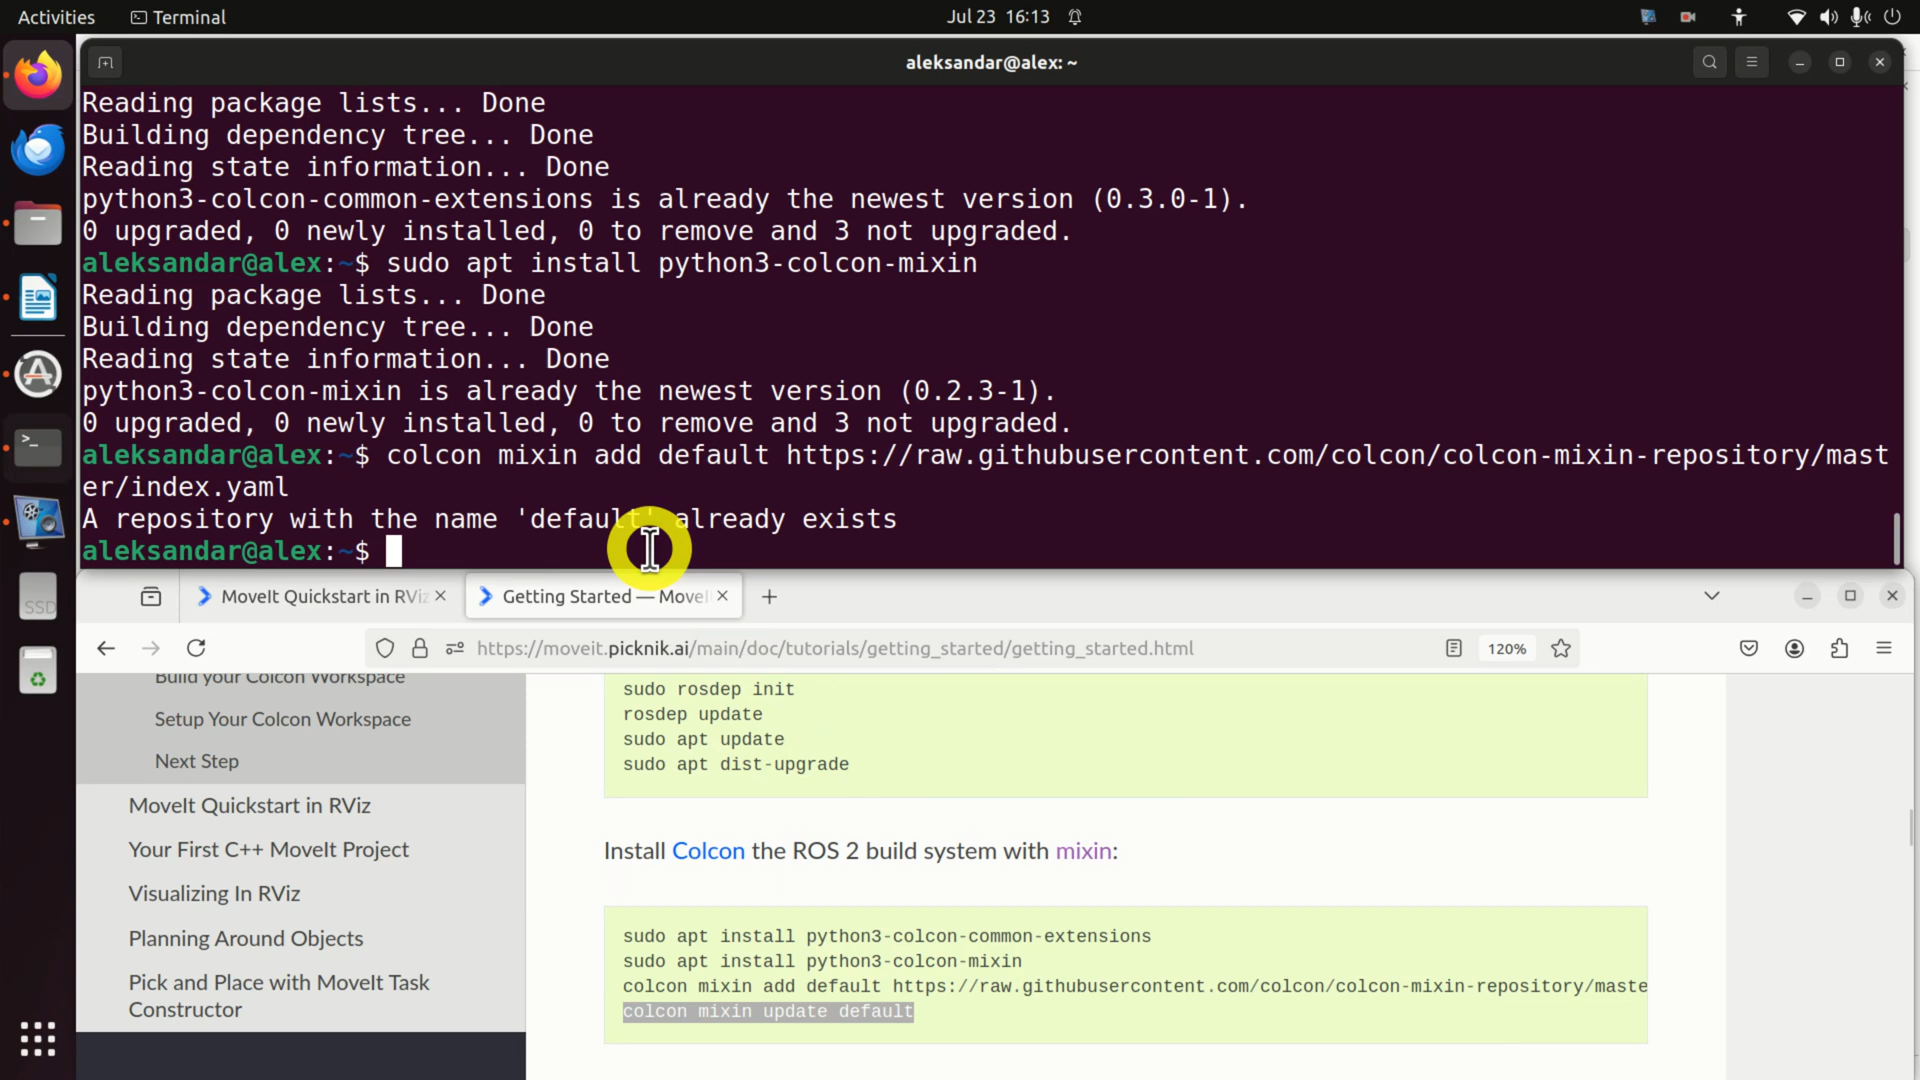 Activities
Terminal
Jul 23 16:13
aleksandar@alex: ~
Reading package lists... Done
Building dependency tree... Done
Reading state information... Done
python3-colcon-common-extensions is already the newest version (0.3.0-1).
0 upgraded, 0 newly installed, 0 to remove and 3 not upgraded.
aleksandar@alex:~$ sudo apt install python3-colcon-mixin
Reading package lists... Done
Building dependency tree... Done
Reading state information... Done
python3-colcon-mixin is already the newest version (0.2.3-1).
0 upgraded, 0 newly installed, 0 to remove and 3 not upgraded.
aleksandar@alex:~$ colcon mixin add default https://raw.githubusercontent.com/colcon/colcon-mixin-repository/mast
er/index.yaml
A repository with the name 'default' already exists
aleksandar@alex:~$
SSD
MoveIt Quickstart in RViz
Getting Started — MoveI
https://moveit.picknik.ai/main/doc/tutorials/getting_started/getting_started.html
120%
Build your Colcon Workspace
Setup Your Colcon Workspace
Next Step
MoveIt Quickstart in RViz
Your First C++ MoveIt Project
Visualizing In RViz
Planning Around Objects
Pick and Place with MoveIt Task
Constructor
sudo rosdep init
rosdep update
sudo apt update
sudo apt dist-upgrade
Install Colcon the ROS 2 build system with mixin:
sudo apt install python3-colcon-common-extensions
sudo apt install python3-colcon-mixin
colcon mixin add default https://raw.githubusercontent.com/colcon/colcon-mixin-repository/maste
colcon mixin update default